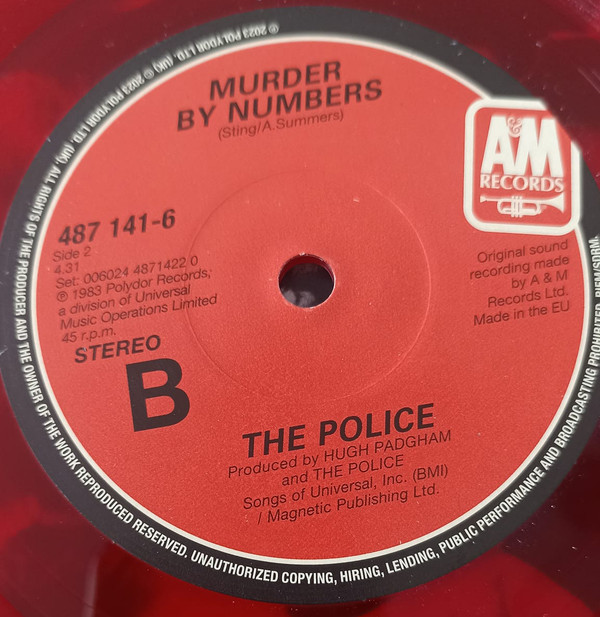 MURDER
BY NUMBERS
(Sting/A.Summers)
A&M
RECORDS
487 141-6
Side 2
4.31
Set: 006024 4871422 0
℗ 1983 Polydor Records,
a division of Universal
Music Operations Limited
45 r.p.m.
STEREO
B
Original sound
recording made
by A & M
Records Ltd.
Made in the EU
THE POLICE
Produced by HUGH PADGHAM
and THE POLICE
Songs of Universal, Inc. (BMI)
/ Magnetic Publishing Ltd.
℗ 2023 POLYDOR LTD. (UK) © 2023 POLYDOR LTD. (UK). ALL RIGHTS OF THE PRODUCER AND THE OWNER OF THE WORK REPRODUCED RESERVED. UNAUTHORIZED COPYING, HIRING, LENDING, PUBLIC PERFORMANCE AND BROADCASTING PROHIBITED. BIEM/SDRM.